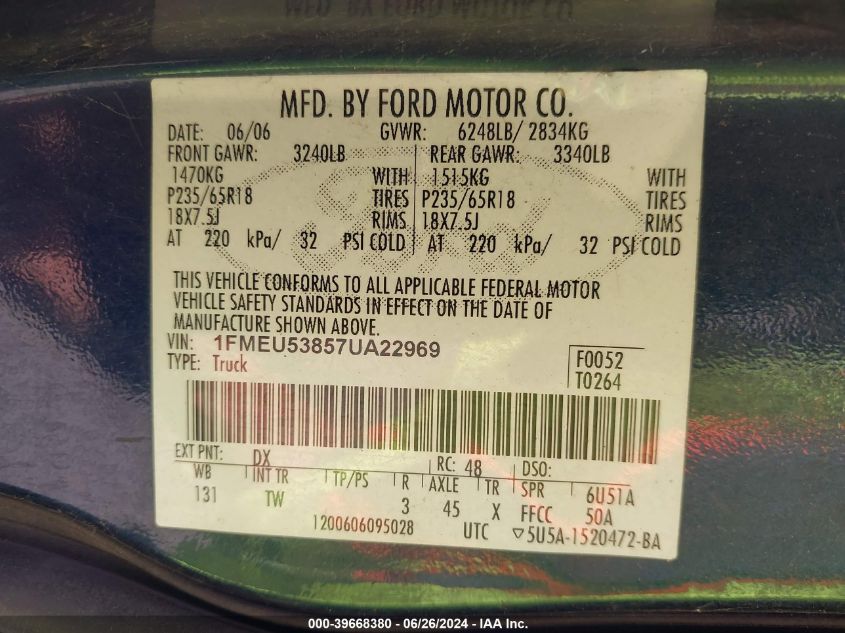 MFD. BY FORD MOTOR CO.
MFD. BY FORD MOTOR CO.
DATE: 06/06 GVWR: 6248LB/ 2834KG
FRONT GAWR: 3240LB REAR GAWR: 3340LB
1470KG WITH 1515KG WITH
P235/65R18 TIRES P235/65R18 TIRES
18X7.5J RIMS 18X7.5J RIMS
AT 220 kPa/ 32 PSI COLD AT 220 kPa/ 32 PSI COLD
THIS VEHICLE CONFORMS TO ALL APPLICABLE FEDERAL MOTOR
VEHICLE SAFETY STANDARDS IN EFFECT ON THE DATE OF
MANUFACTURE SHOWN ABOVE.
VIN: 1FMEU53857UA22969 F0052
TYPE: Truck T0264
EXT PNT: DX RC: 48 DSO:
WB INT TR TP/PS R AXLE TR SPR 6U51A
131 TW 3 45 X FFCC 50A
1200606095028 UTC ▽5U5A-1520472-BA
000-39668380 - 06/26/2024 - IAA Inc.